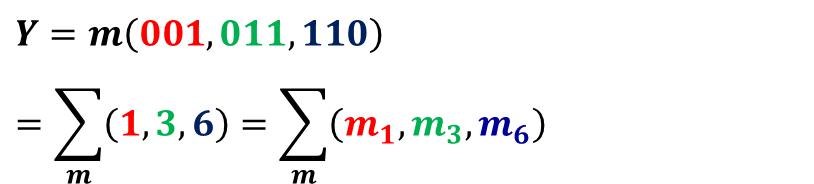 Y = m(001,011,110)
= ∑m(1,3,6) = ∑m(m₁,m₃,m₆)